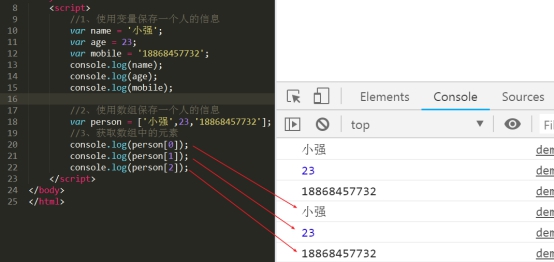 8 <script>
9 //1、使用变量保存一个人的信息
10 var name = '小强';
11 var age = 23;
12 var mobile = '18868457732';
13 console.log(name);
14 console.log(age);
15 console.log(mobile);
16
17 //2、使用数组保存一个人的信息
18 var person = ['小强',23,'18868457732'];
19 //3、获取数组中的元素
20 console.log(person[0]);
21 console.log(person[1]);
22 console.log(person[2]);
23 </script>
24 </body>
25 </html>
Elements Console Sources
top
小强 dem
23 dem
18868457732 dem
小强 dem
23 dem
18868457732 dem